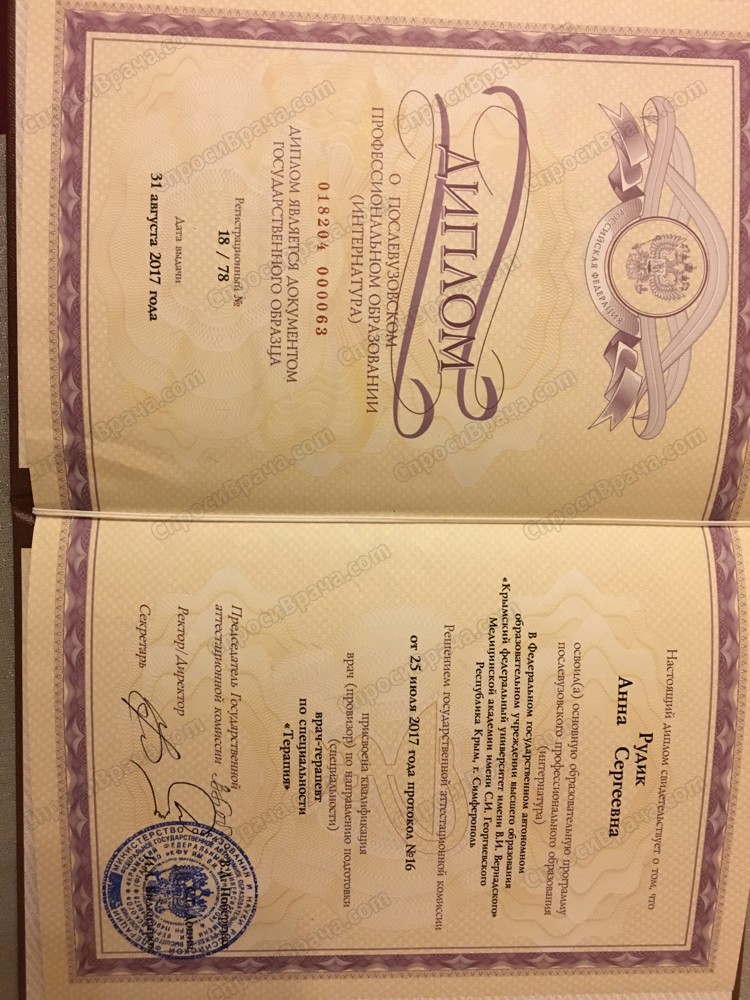 РОССИЙСКАЯ ФЕДЕРАЦИЯ
ДИПЛОМ
О ПОСЛЕВУЗОВСКОМ
ПРОФЕССИОНАЛЬНОМ ОБРАЗОВАНИИ
(ИНТЕРНАТУРА)
018204 000063
ДИПЛОМ ЯВЛЯЕТСЯ ДОКУМЕНТОМ
ГОСУДАРСТВЕННОГО ОБРАЗЦА
Регистрационный №
18 / 78
Дата выдачи
31 августа 2017 года
Настоящий диплом свидетельствует о том, что
Рудик
Анна Сергеевна
освоил(а) основную образовательную программу
послевузовского профессионального образования
(интернатура)
В Федеральном государственном автономном
образовательном учреждении высшего образования
«Крымский федеральный университет имени В.И. Вернадского»
Медицинской академии имени С.И. Георгиевского
Республика Крым, г. Симферополь
Решением государственной аттестационной комиссии
от 25 июля 2017 года протокол №16
присвоена квалификация
врач (провизор) по направлению подготовки
(специальности)
врач-терапевт
по специальности
«Терапия»
Председатель Государственной
аттестационной комиссии
Ректор/Директор
Секретарь
СпросиВрача.com